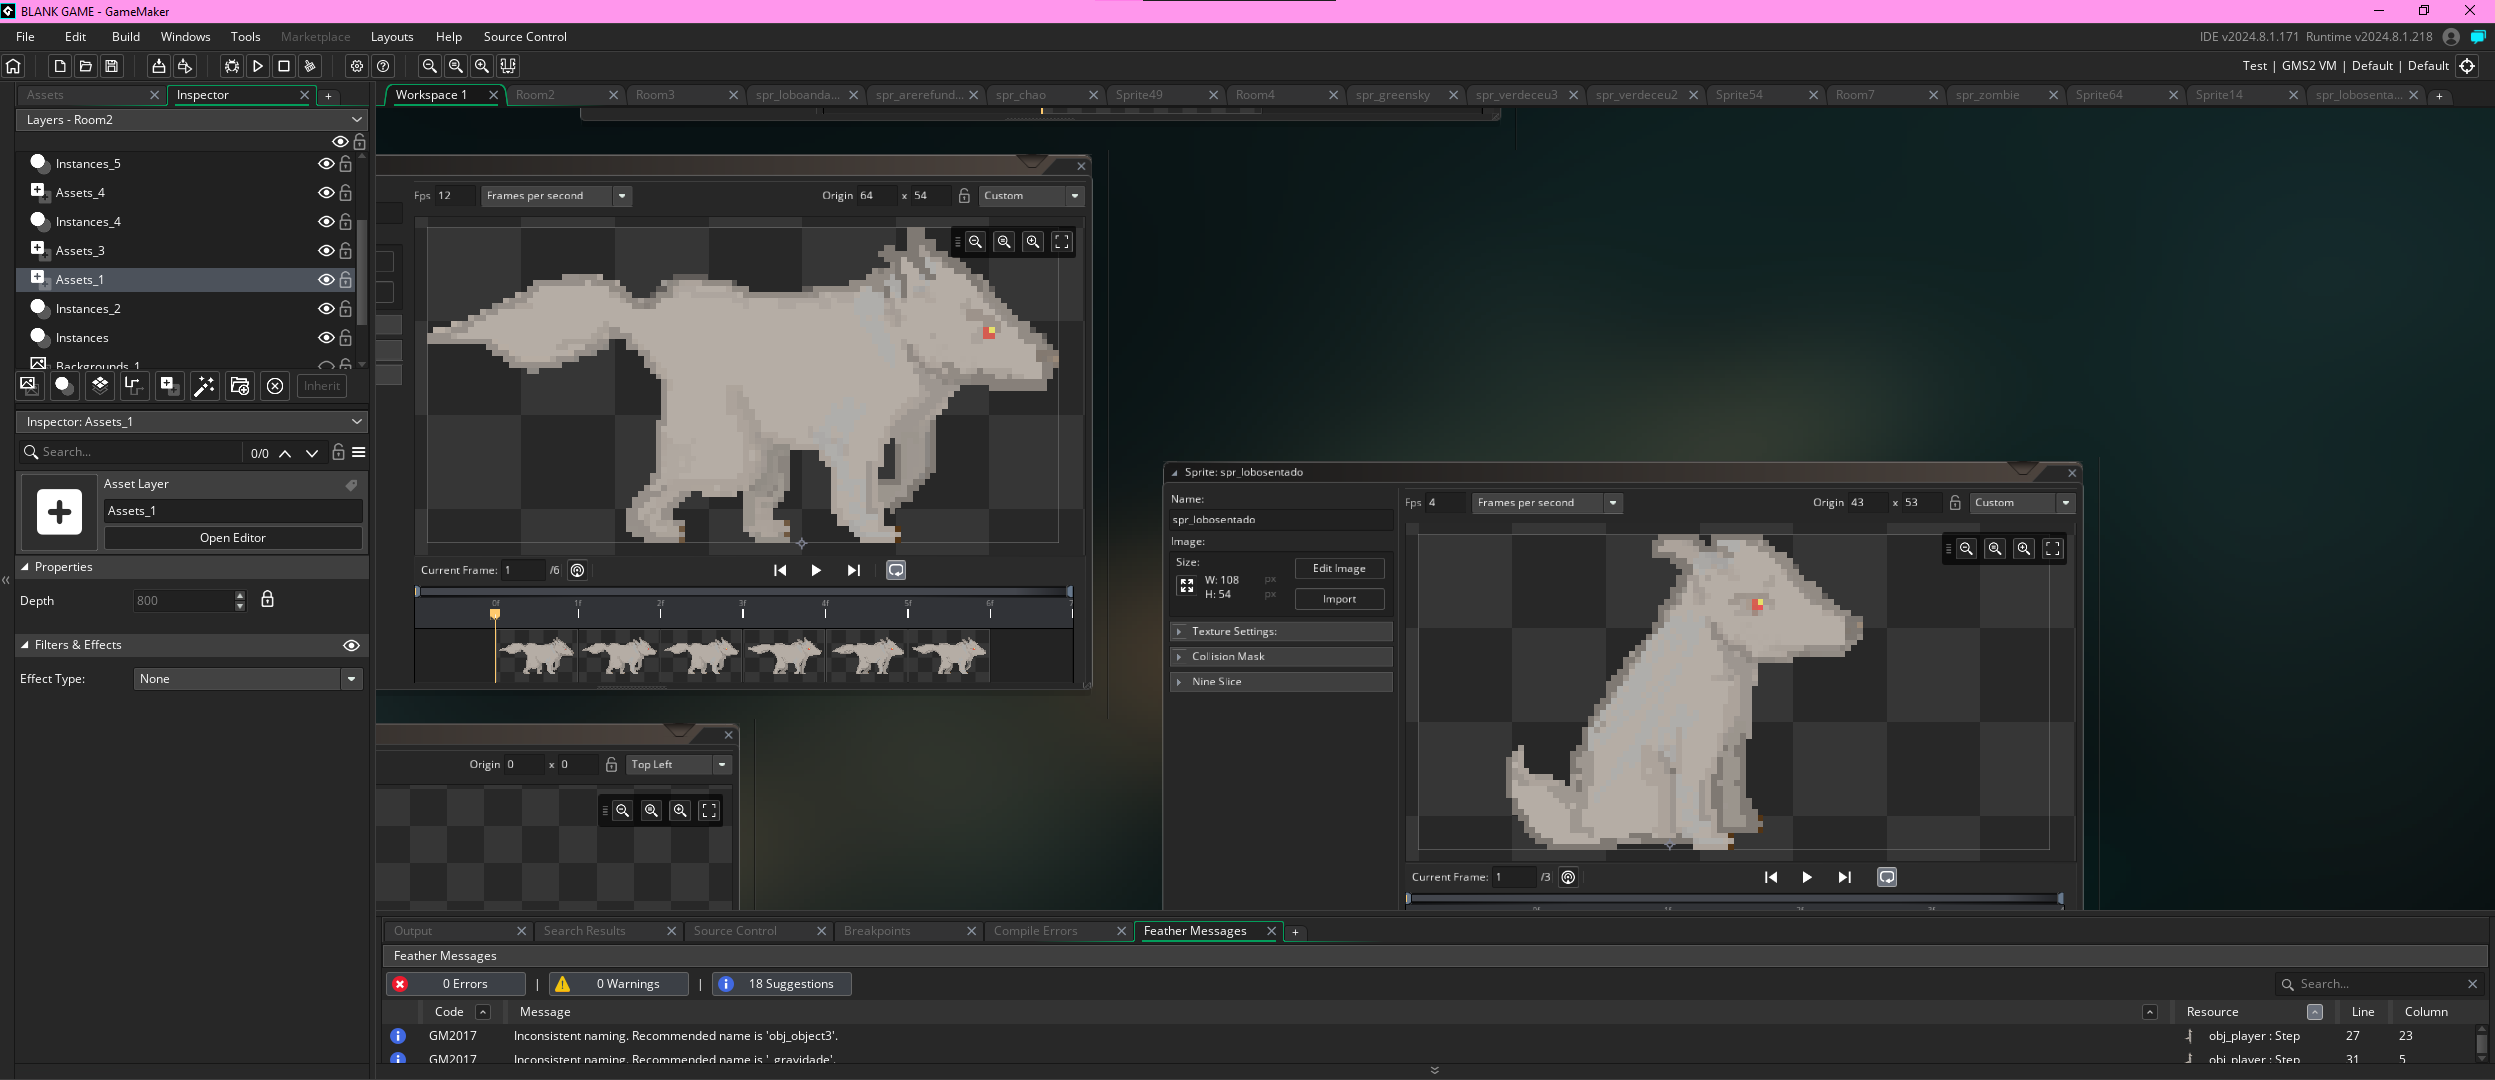 BLANK GAME - GameMaker
File Edit Build Windows Tools Marketplace Layouts Help Source Control
IDE v2024.8.1.171 Runtime v2024.8.1.218
Test | GMS2 VM | Default | Default
Assets Inspector
Workspace 1 Room2 Room3 spr_loboanda... spr_arerefund... spr_chao Sprite49 Room4 spr_greensky spr_verdeceu3 spr_verdeceu2 Sprite54 Room7 spr_zombie Sprite64 Sprite14 spr_lobosenta...
Layers - Room2
Instances_5
Assets_4
Instances_4
Assets_3
Assets_1
Instances_2
Instances
Backgrounds_1
Inherit
Inspector: Assets_1
Search... 0/0
Asset Layer
Assets_1
Open Editor
Properties
Depth 800
Filters & Effects
Effect Type: None
Fps 12 Frames per second Origin 64 x 54 Custom
Current Frame: 1 /6
0f 1f 2f 3f 4f 5f 6f 7
Origin 0 x 0 Top Left
Sprite: spr_lobosentado
Name:
spr_lobosentado
Image:
Size:
W: 108 px
H: 54 px
Edit Image
Import
Texture Settings:
Collision Mask
Nine Slice
Fps 4 Frames per second Origin 43 x 53 Custom
Current Frame: 1 /3
Output Search Results Source Control Breakpoints Compile Errors Feather Messages
Feather Messages
0 Errors | 0 Warnings | 18 Suggestions
Search...
Code Message Resource Line Column
GM2017 Inconsistent naming. Recommended name is 'obj_object3'. obj_player : Step 27 23
GM2017 Inconsistent naming. Recommended name is '_gravidade'. obj_player : Step 31 5